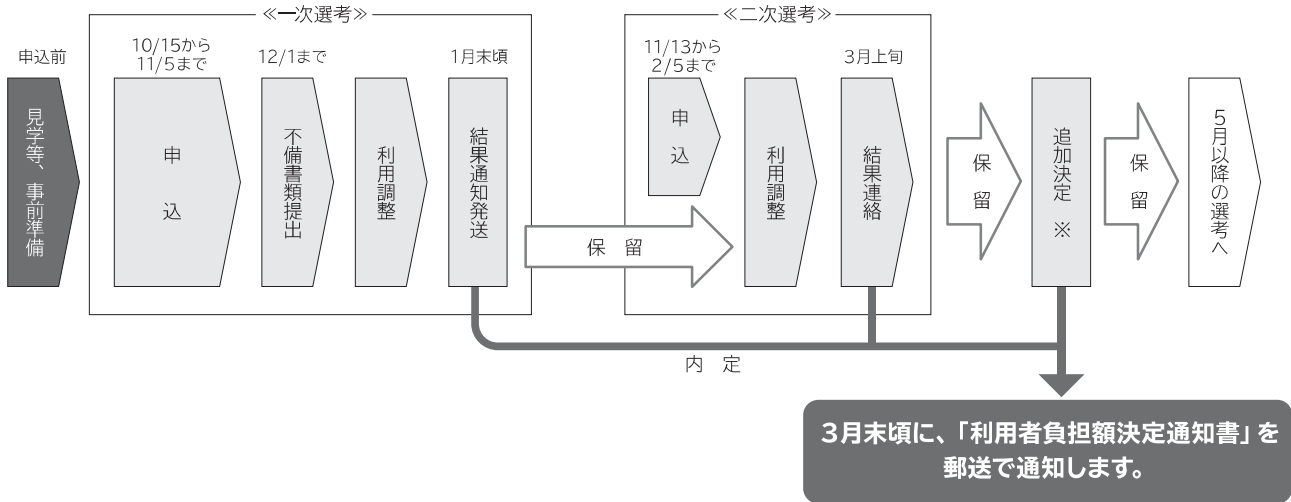 ≪一次選考≫
≪二次選考≫
申込前
10/15から
11/5まで
12/1まで
1月末頃
11/13から
2/5まで
3月上旬
見学等、事前準備
申込
不備書類提出
利用調整
結果通知発送
保留
申込
利用調整
結果連絡
保留
追加決定 ※
保留
5月以降の選考へ
内定
3月末頃に、「利用者負担額決定通知書」を
郵送で通知します。